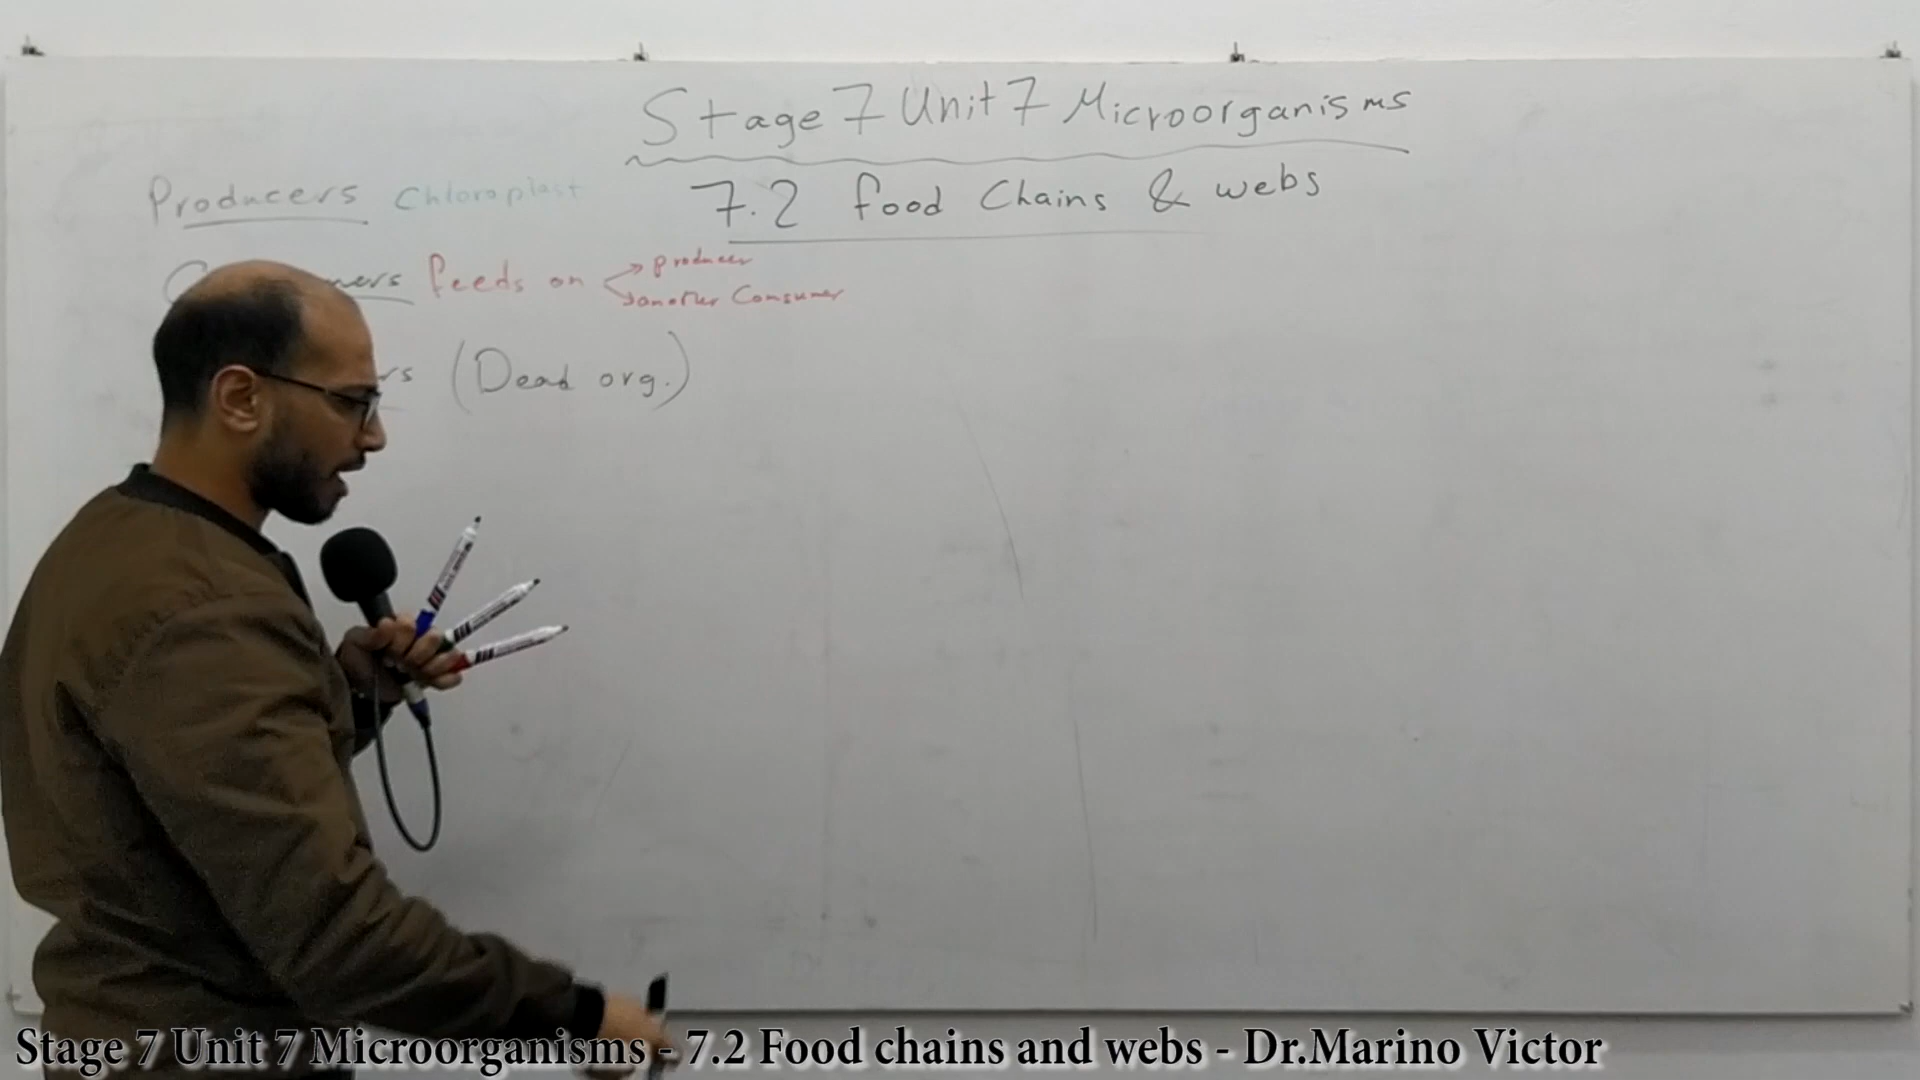 Stage 7 Unit 7 Microorganisms
7.2 food Chains & webs
Producers Chloroplast
feeds on → producer
→ another Consumer
(Dead org.)
Stage 7 Unit 7 Microorganisms - 7.2 Food chains and webs - Dr.Marino Victor